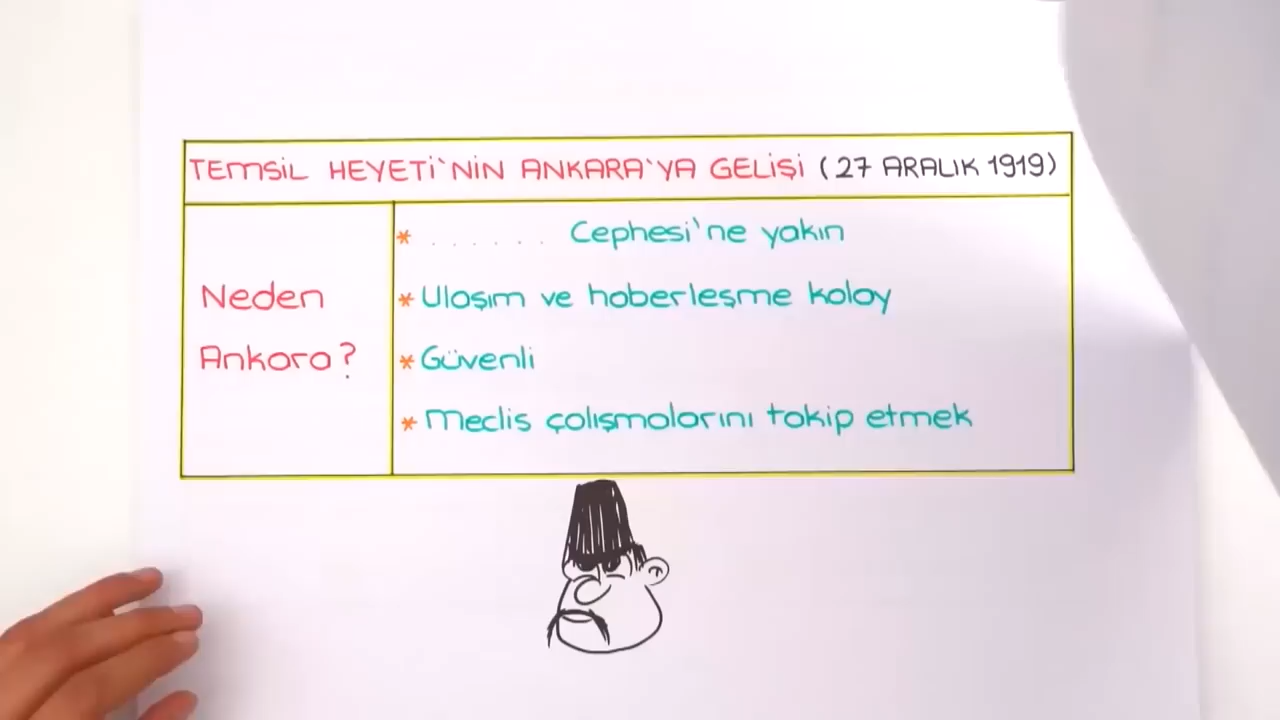 TEMSİL HEYETİ'NİN ANKARA'YA GELİŞİ (27 ARALIK 1919)
Neden
Ankara?
* . . . . . . Cephesi'ne yakın
* Ulaşım ve haberleşme kolay
* Güvenli
* Meclis çalışmalarını takip etmek